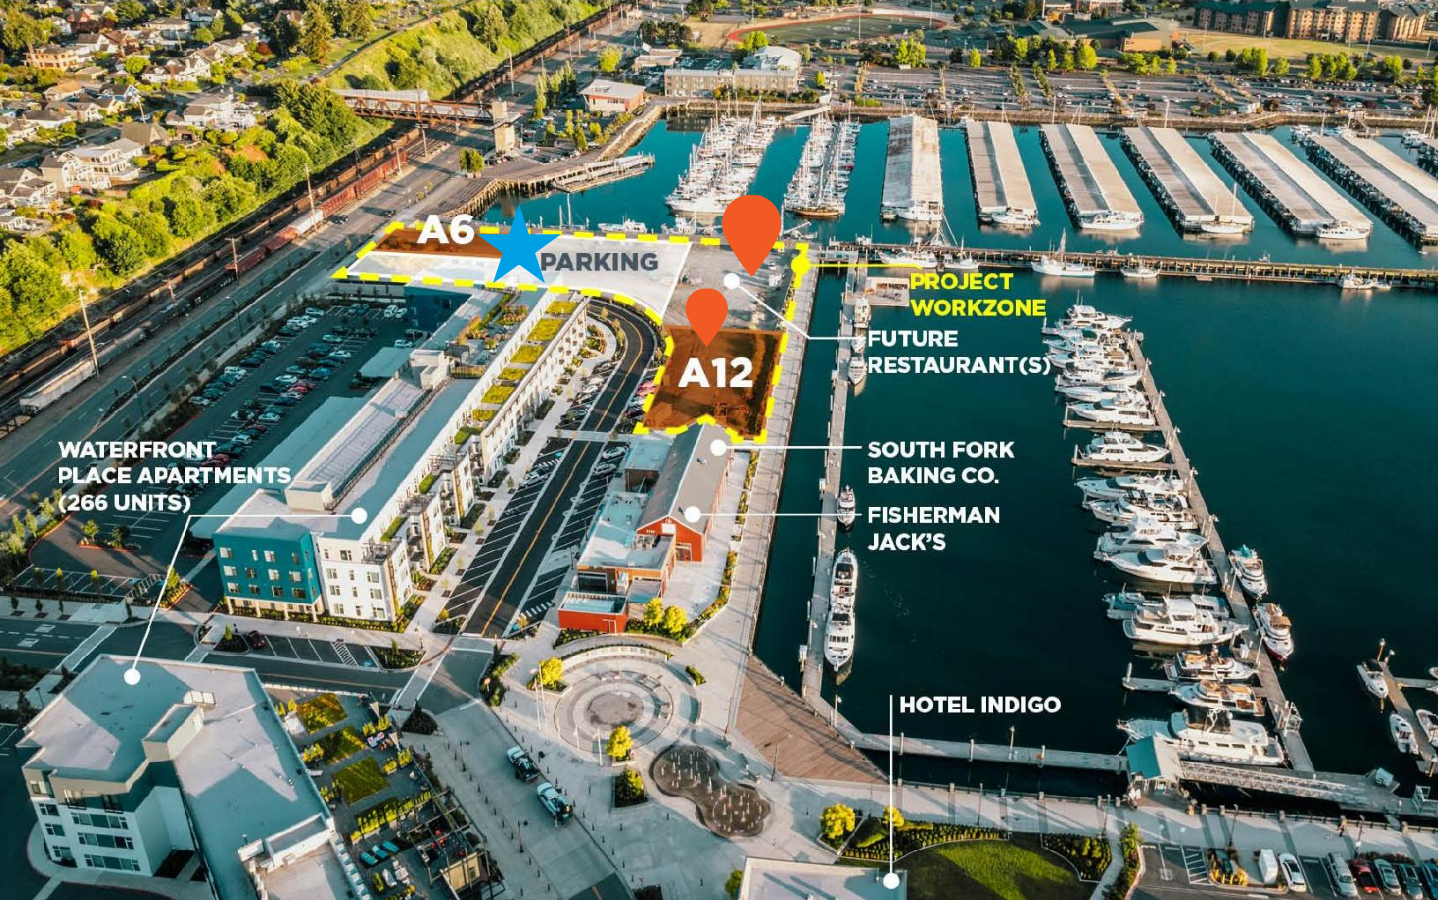 A6
PARKING
PROJECT
WORKZONE
FUTURE
RESTAURANT(S)
A12
WATERFRONT
PLACE APARTMENTS
(266 UNITS)
SOUTH FORK
BAKING CO.
FISHERMAN
JACK'S
HOTEL INDIGO